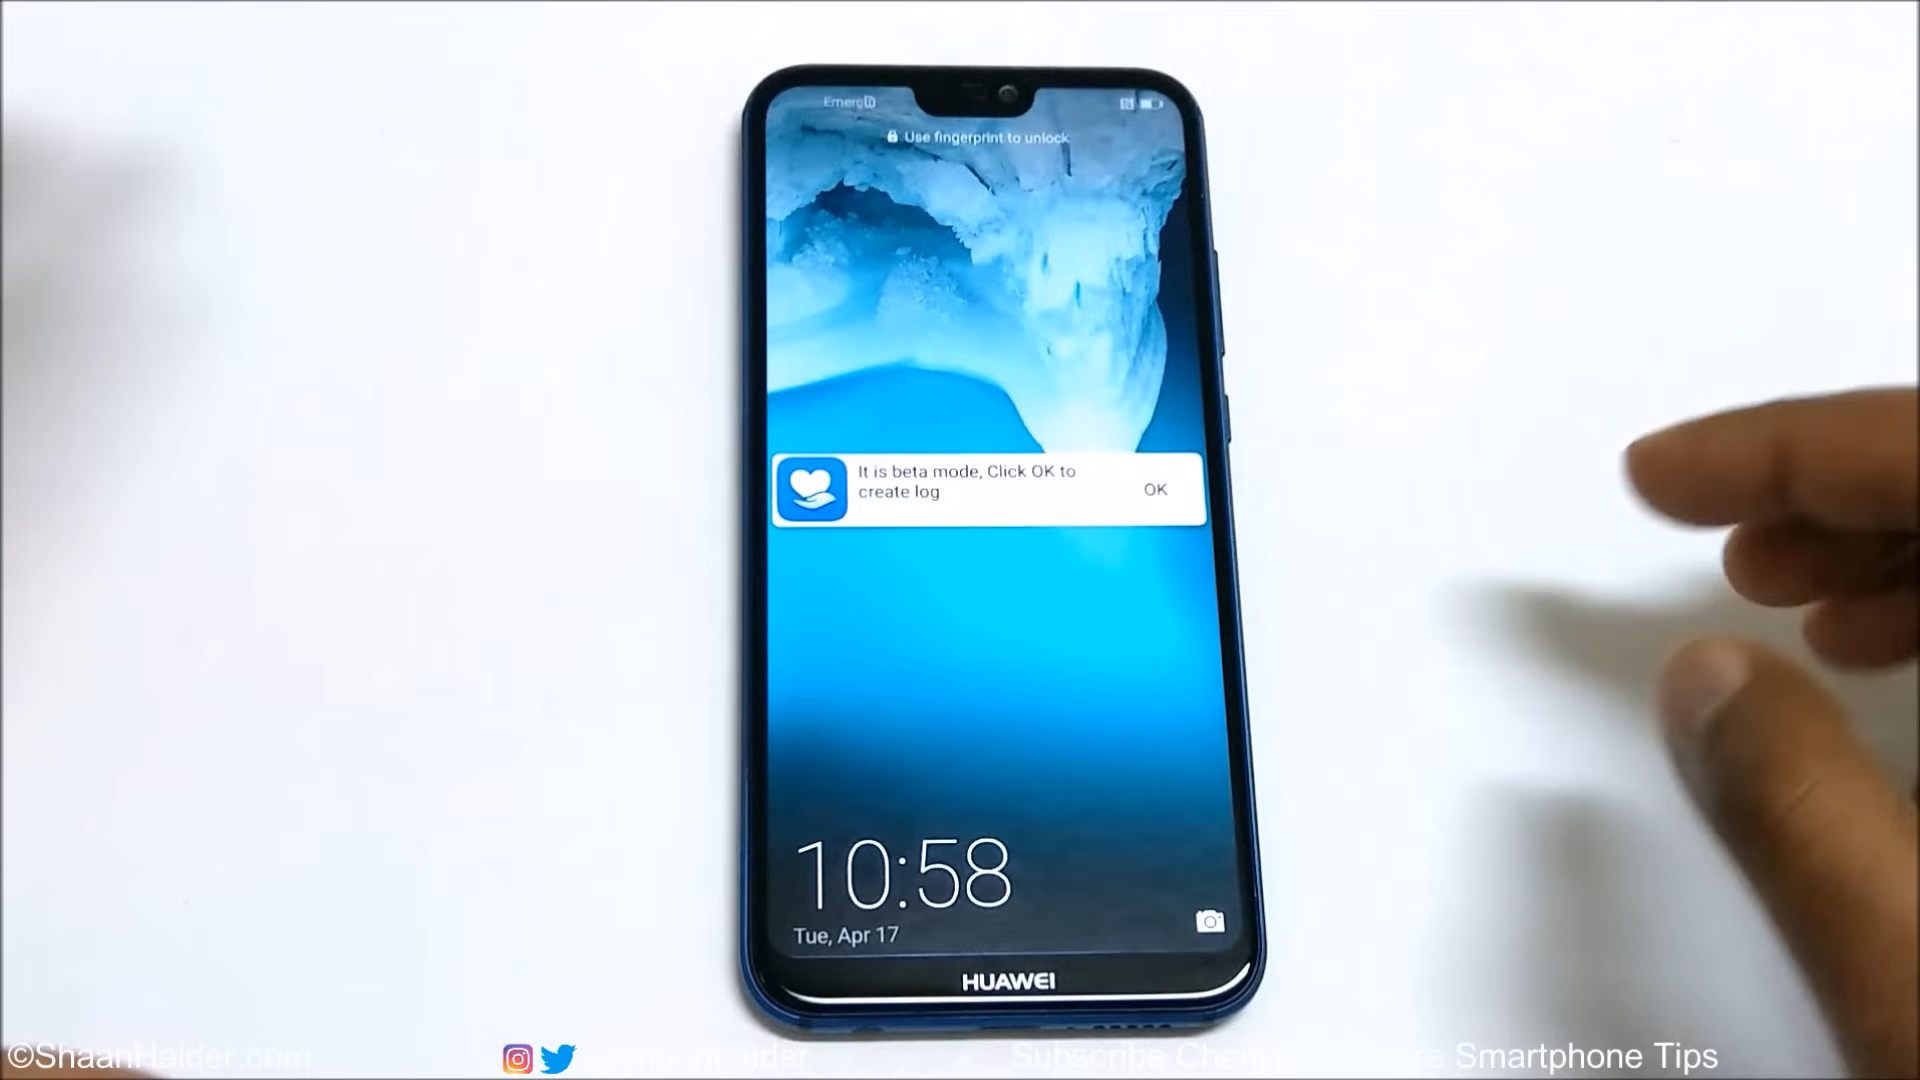 Emerg
Use fingerprint to unlock
It is beta mode, Click OK to
create log
OK
10:58
Tue, Apr 17
HUAWEI
©ShaanHaider.com
Subscribe
Smartphone Tips